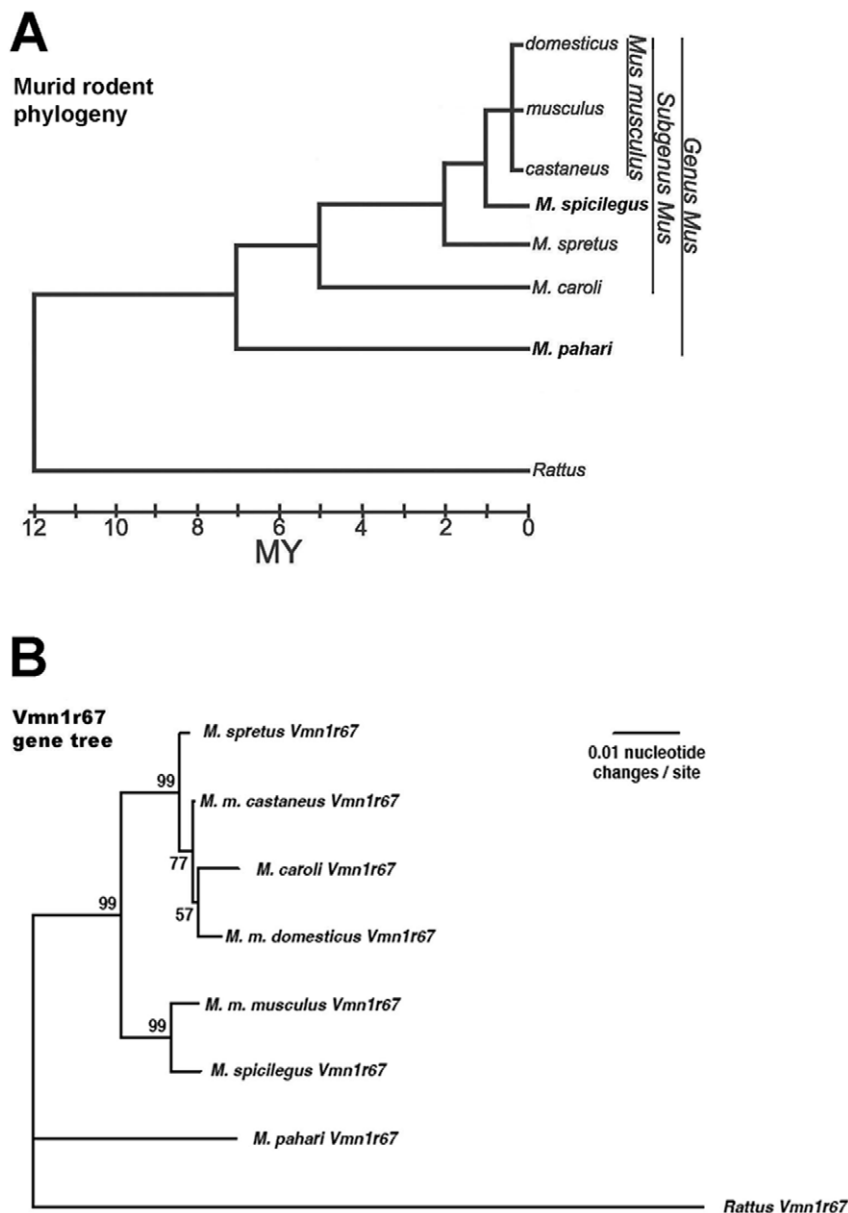 A
Murid rodent
phylogeny
domesticus
musculus
castaneus
M. spicilegus
M. spretus
M. caroli
M. pahari
Rattus
Mus musculus
Subgenus Mus
Genus Mus
12 10 8 6 4 2 0
MY
B
Vmn1r67
gene tree
0.01 nucleotide
changes / site
M. spretus Vmn1r67
99
M. m. castaneus Vmn1r67
77
M. caroli Vmn1r67
99
57
M. m. domesticus Vmn1r67
M. m. musculus Vmn1r67
99
M. spicilegus Vmn1r67
M. pahari Vmn1r67
Rattus Vmn1r67